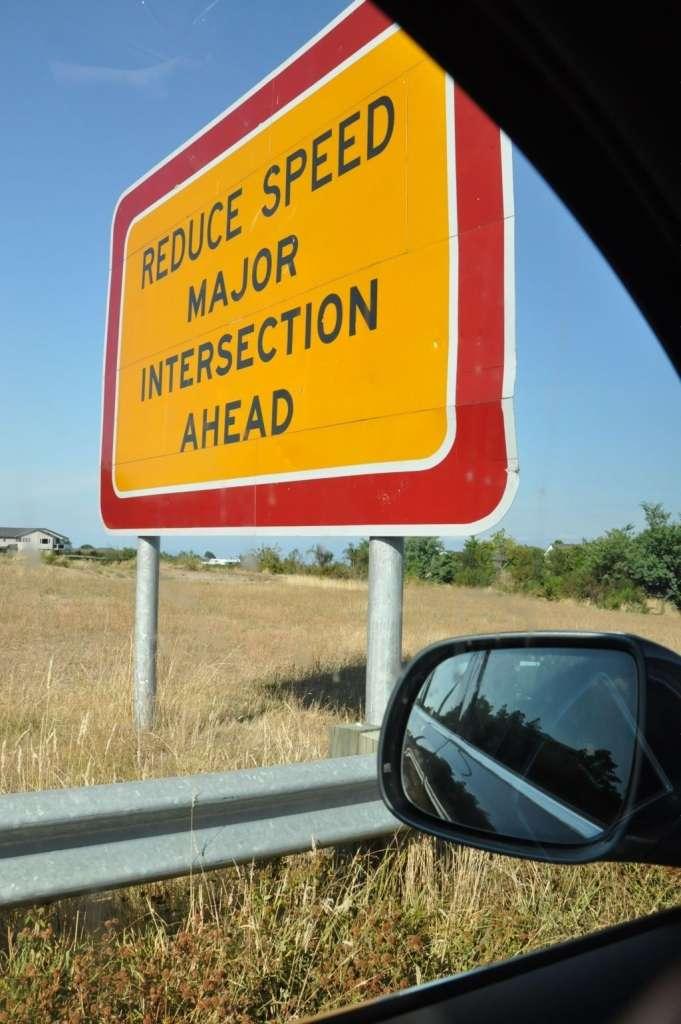 REDUCE SPEED
MAJOR
INTERSECTION
AHEAD